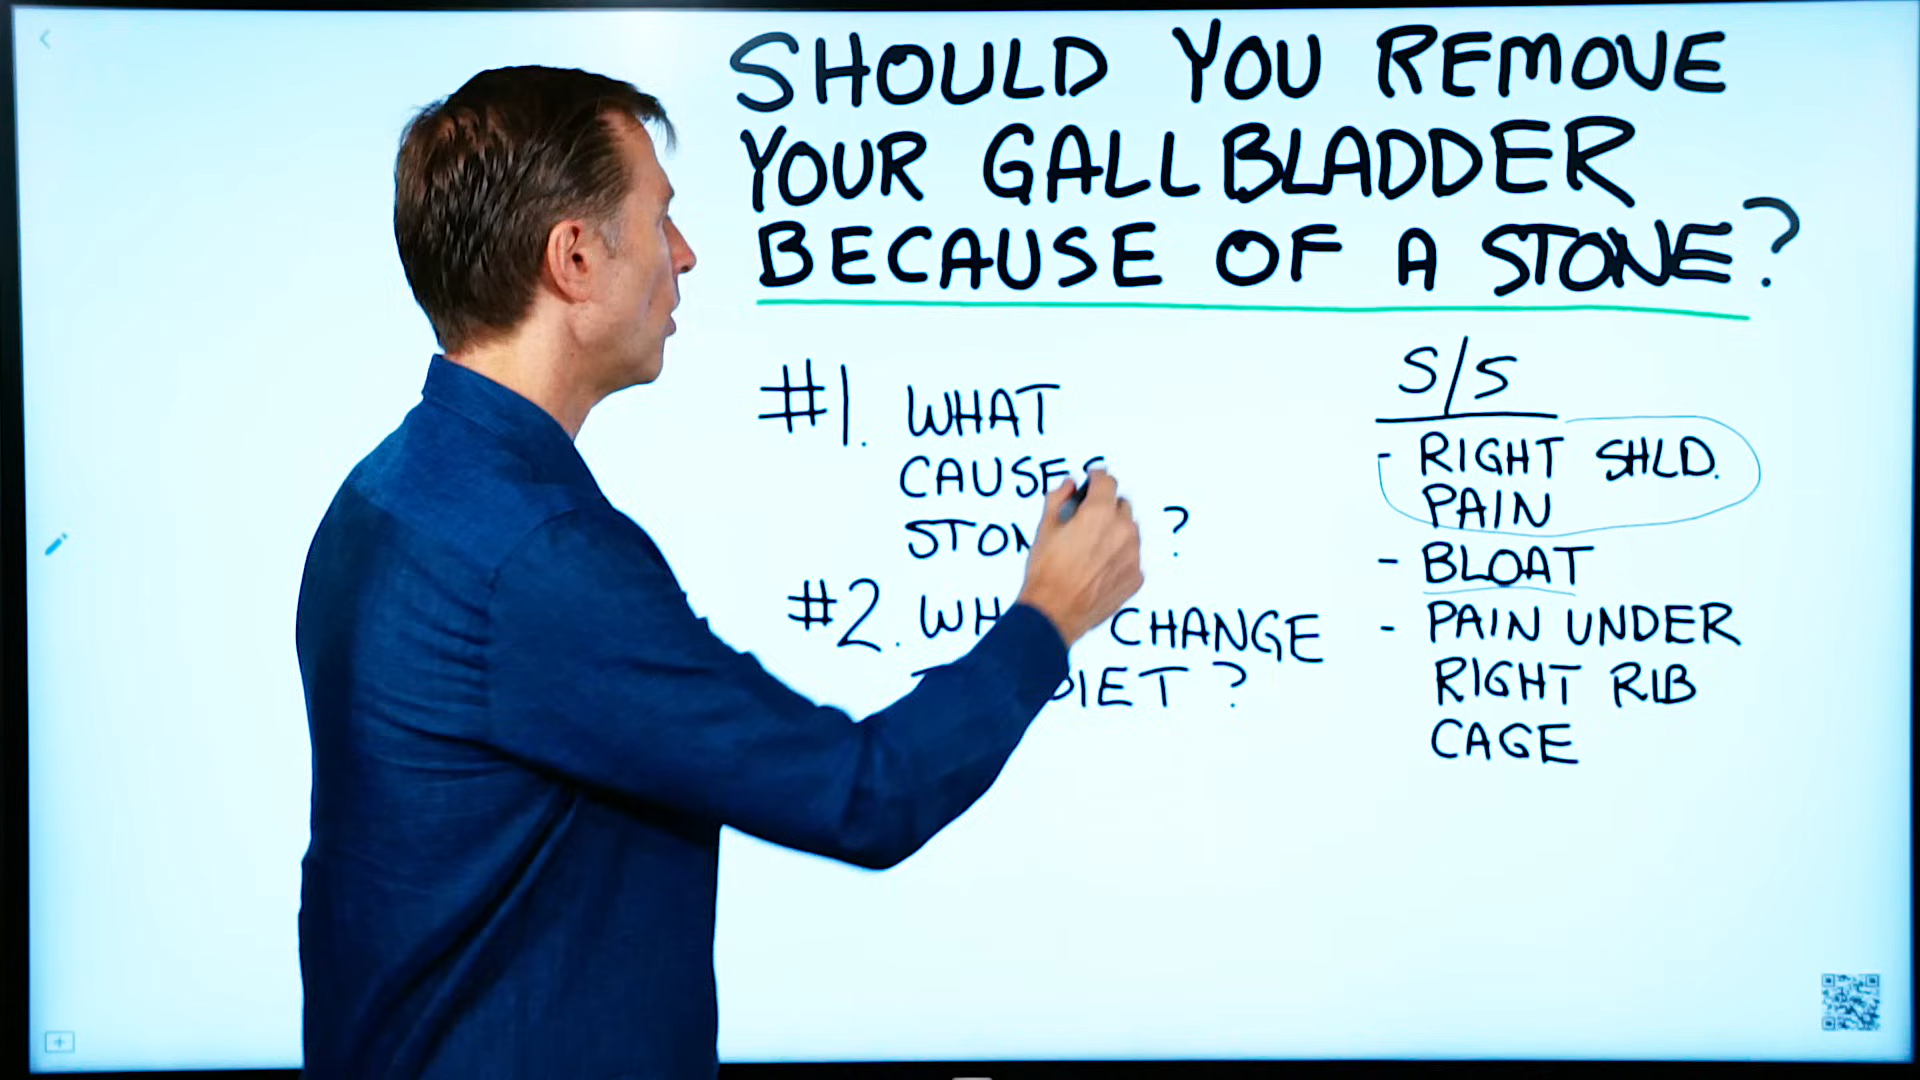 SHOULD YOU REMOVE
YOUR GALLBLADDER
BECAUSE OF A STONE?
#1. WHAT
CAUSES
?
#2. CHANGE
DIET?
S/S
- RIGHT SHLD.
PAIN
- BLOAT
- PAIN UNDER
RIGHT RIB
CAGE